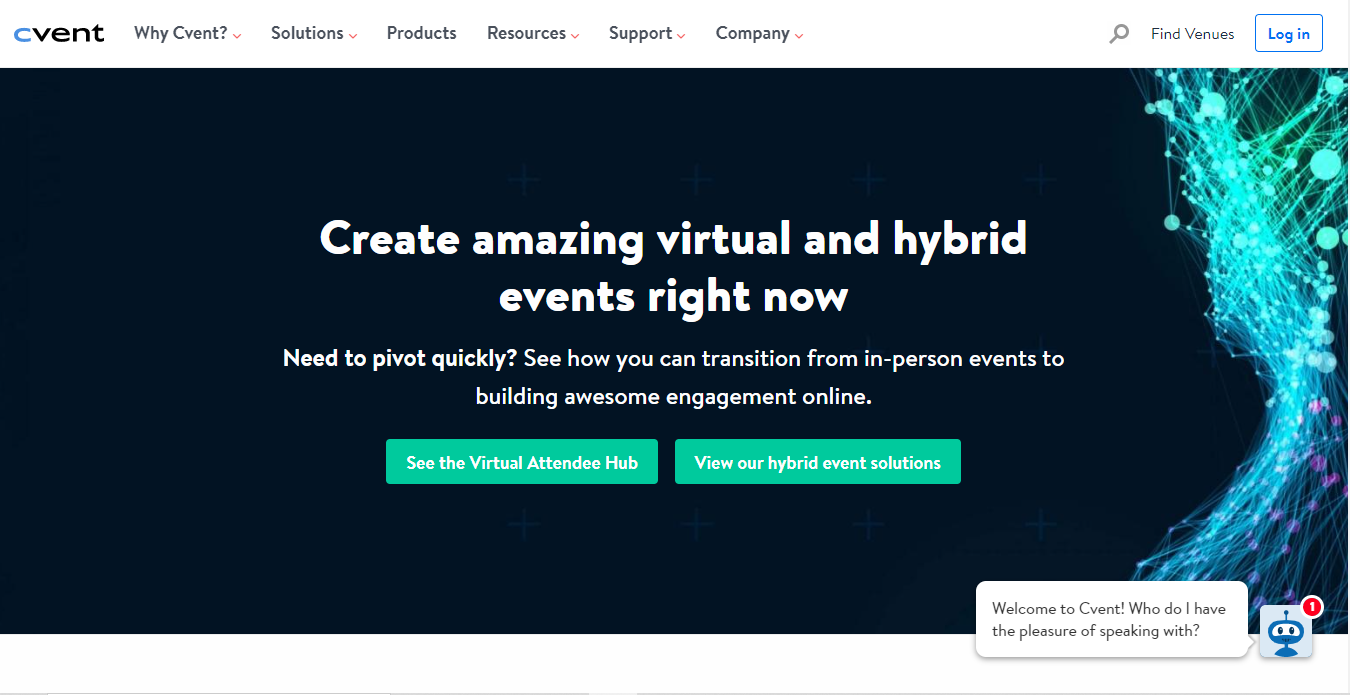 cvent Why Cvent? Solutions Products Resources Support Company Find Venues Log in
Create amazing virtual and hybrid
events right now
Need to pivot quickly? See how you can transition from in-person events to
building awesome engagement online.
See the Virtual Attendee Hub View our hybrid event solutions
Welcome to Cvent! Who do I have
the pleasure of speaking with?
1